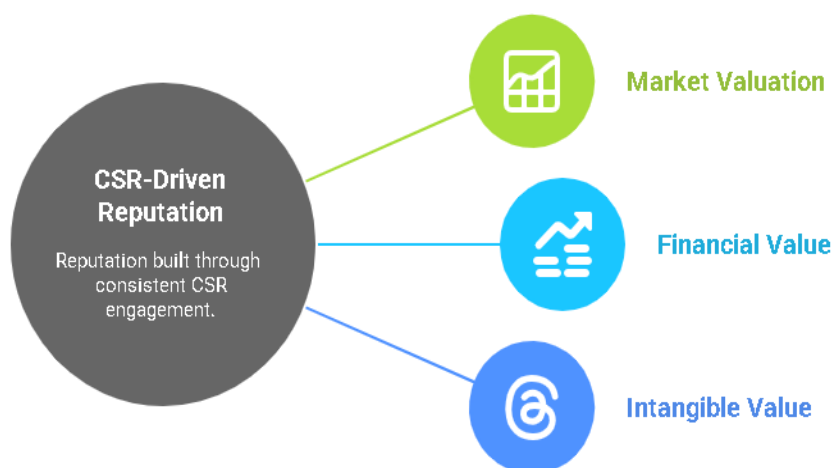 CSR-Driven
Reputation
Reputation built through
consistent CSR
engagement.
Market Valuation
Financial Value
Intangible Value